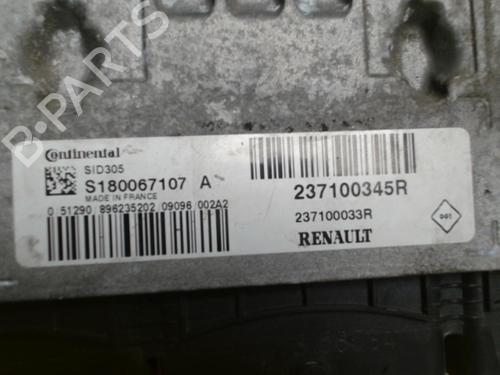 B-PARTS
Continental
SID305
S180067107 A
MADE IN FRANCE
0 51290 896235202 09096 002A2
237100345R
237100033R
RENAULT